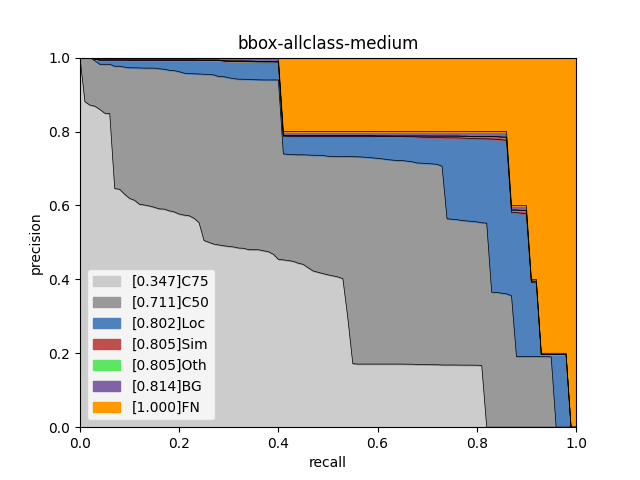 bbox-allclass-medium
1.0
0.8
0.6
0.4
0.2
0.0
precision
[0.347]C75
[0.711]C50
[0.802]Loc
[0.805]Sim
[0.805]Oth
[0.814]BG
[1.000]FN
0.0 0.2 0.4 0.6 0.8 1.0
recall